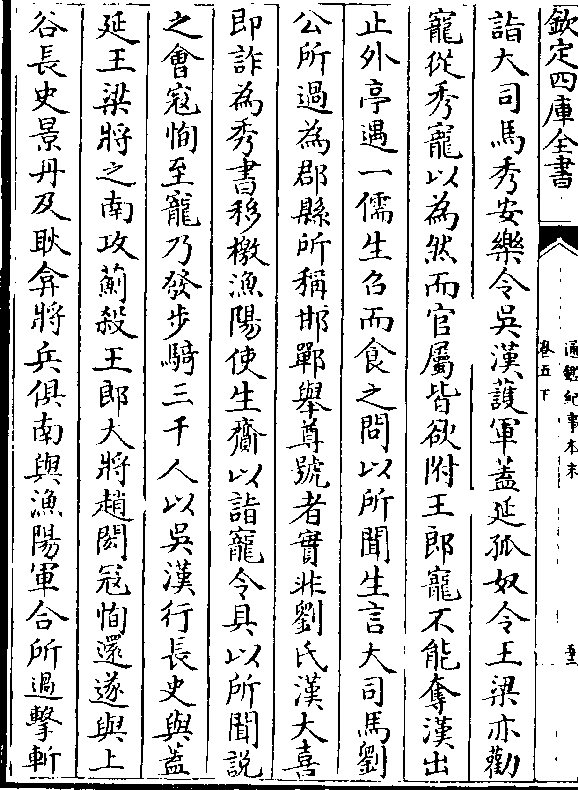 欽定四庫全書
通鑑紀事本末
卷五下
詣大司馬秀安樂令吳漢護軍蓋延狐奴令王梁亦勸
寵從秀寵以為然而官屬皆欲附王郎寵不能奪漢出
止外亭遇一儒生召而食之問以所聞生言大司馬劉
公所過為郡縣所稱邯鄲舉尊號者實非劉氏漢大喜
即詐為秀書移檄漁陽使生齎以詣寵令具以所聞說
之會寇恂至寵乃發步騎三千人以吳漢行長史與蓋
延王梁將之南攻薊殺王郎大將趙閎寇恂還遂與上
谷長史景丹及耿弇將兵俱南與漁陽軍合所過擊斬